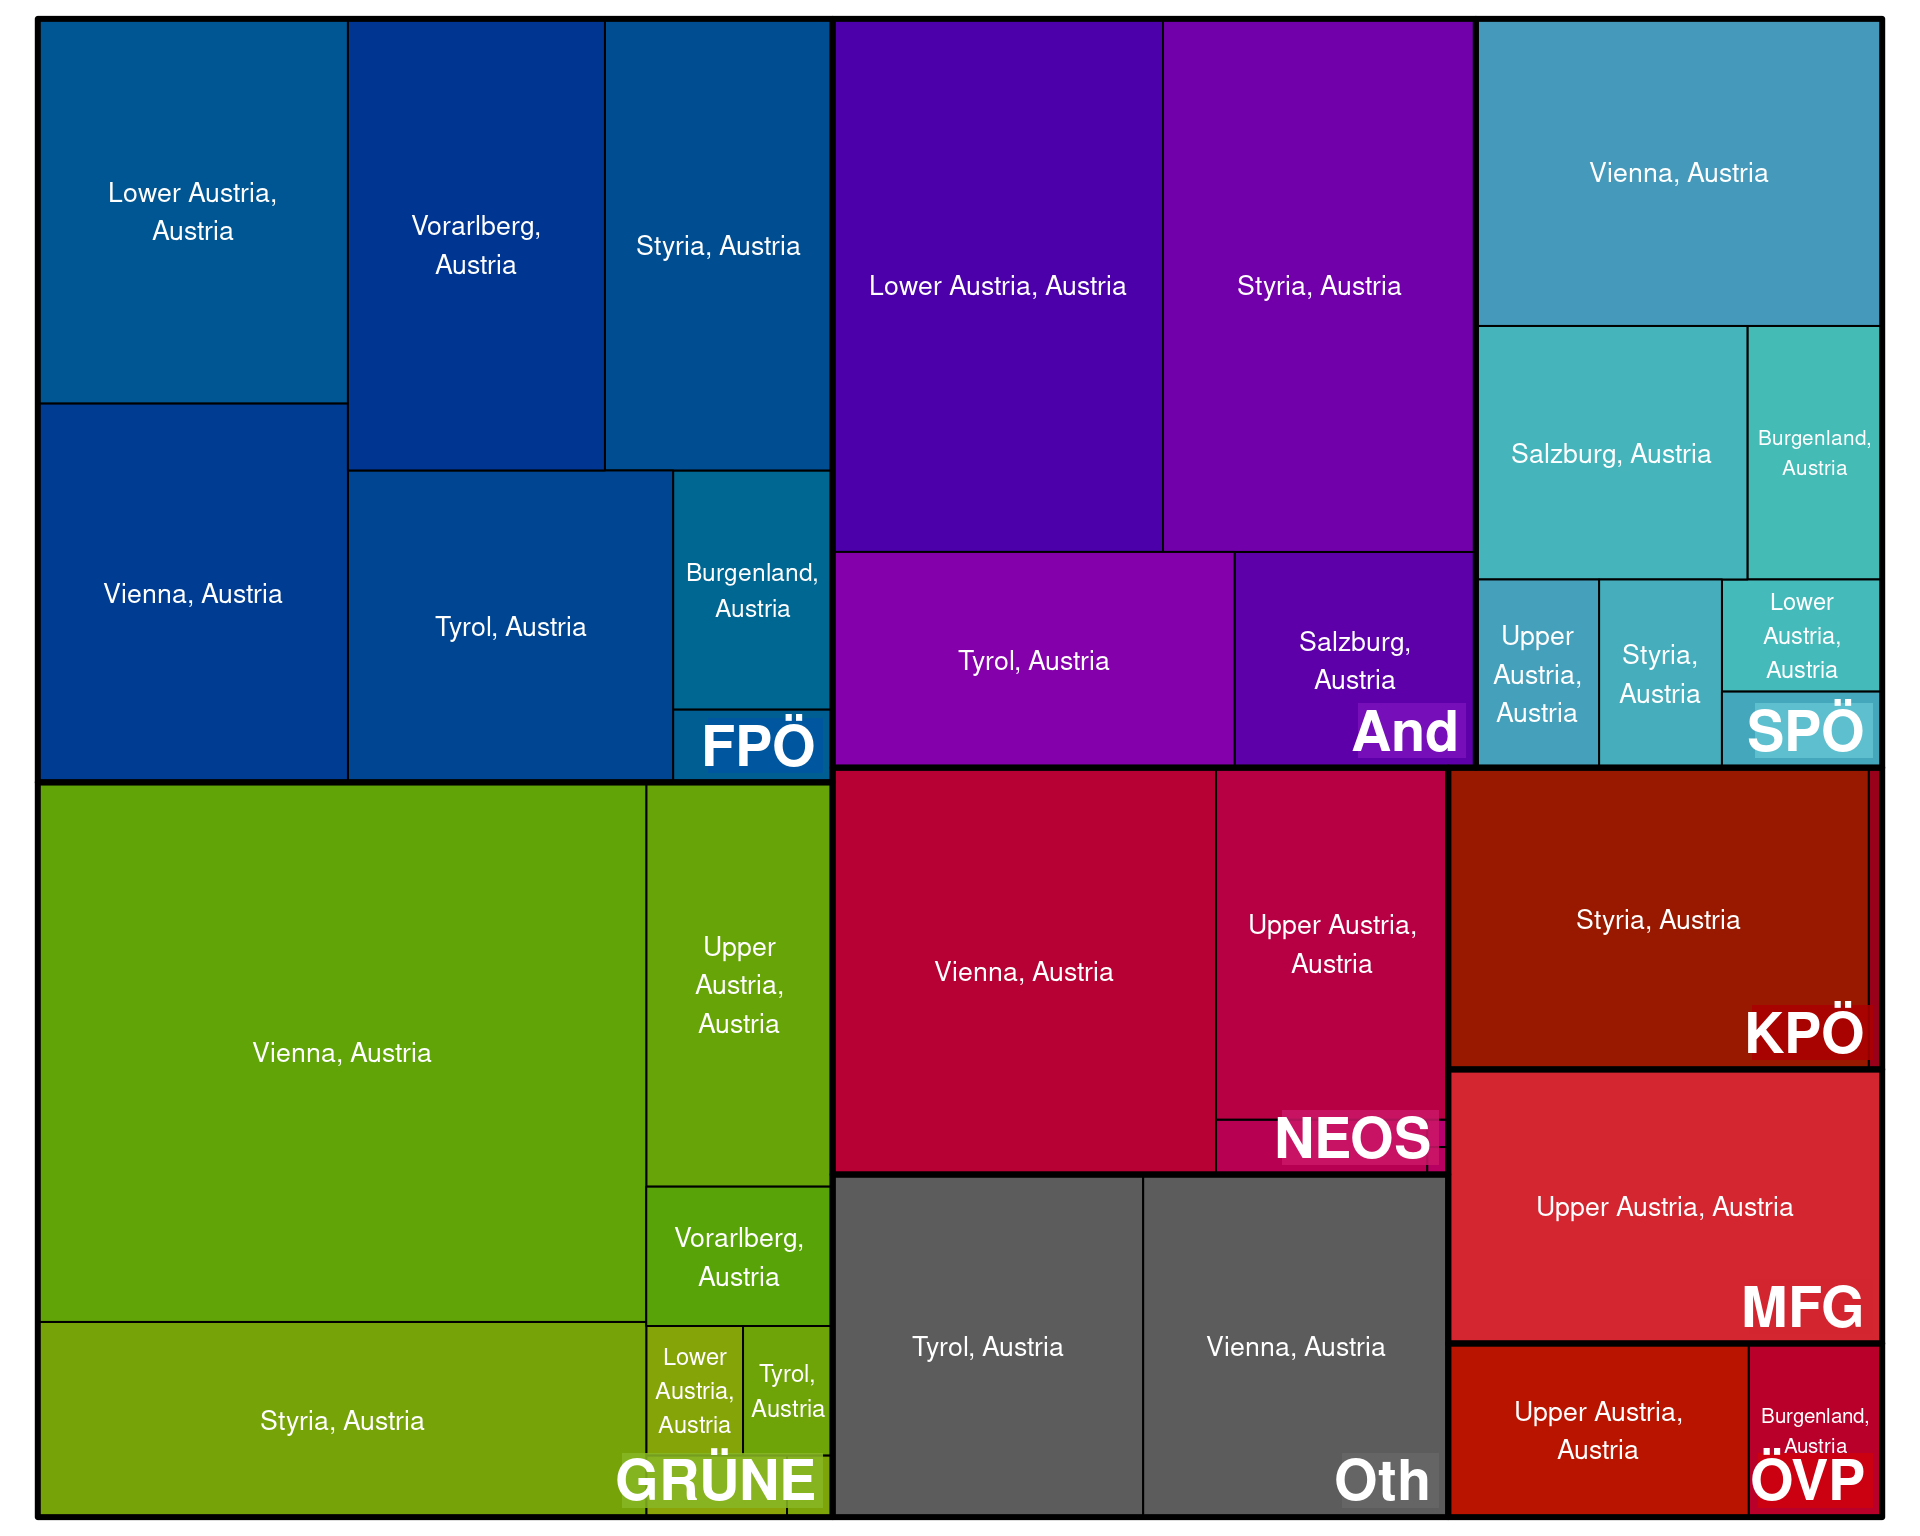 Lower Austria,
Austria
Vorarlberg,
Austria
Styria, Austria
Vienna, Austria
Tyrol, Austria
Burgenland,
Austria
FPÖ
Lower Austria, Austria
Styria, Austria
Tyrol, Austria
Salzburg,
Austria
And
Vienna, Austria
Salzburg, Austria
Burgenland,
Austria
Upper
Austria,
Austria
Styria,
Austria
Lower
Austria,
Austria
SPÖ
Vienna, Austria
Upper
Austria,
Austria
Vorarlberg,
Austria
Styria, Austria
Lower
Austria,
Austria
Tyrol,
Austria
GRÜNE
Vienna, Austria
Upper Austria,
Austria
NEOS
Styria, Austria
KPÖ
Upper Austria, Austria
MFG
Tyrol, Austria
Vienna, Austria
Oth
Upper Austria,
Austria
Burgenland,
Austria
ÖVP